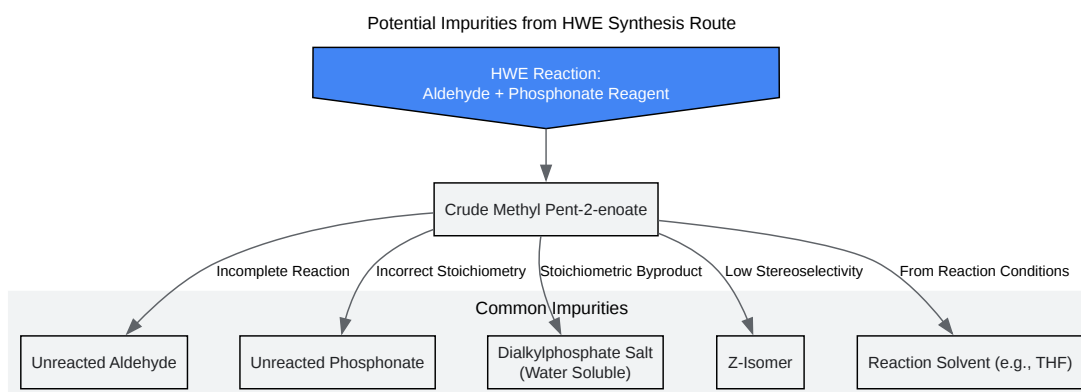 Potential Impurities from HWE Synthesis Route
HWE Reaction:
Aldehyde + Phosphonate Reagent
Crude Methyl Pent-2-enoate
Incomplete Reaction
Incorrect Stoichiometry
Stoichiometric Byproduct
Low Stereoselectivity
From Reaction Conditions
Common Impurities
Unreacted Aldehyde
Unreacted Phosphonate
Dialkylphosphate Salt
(Water Soluble)
Z-Isomer
Reaction Solvent (e.g., THF)